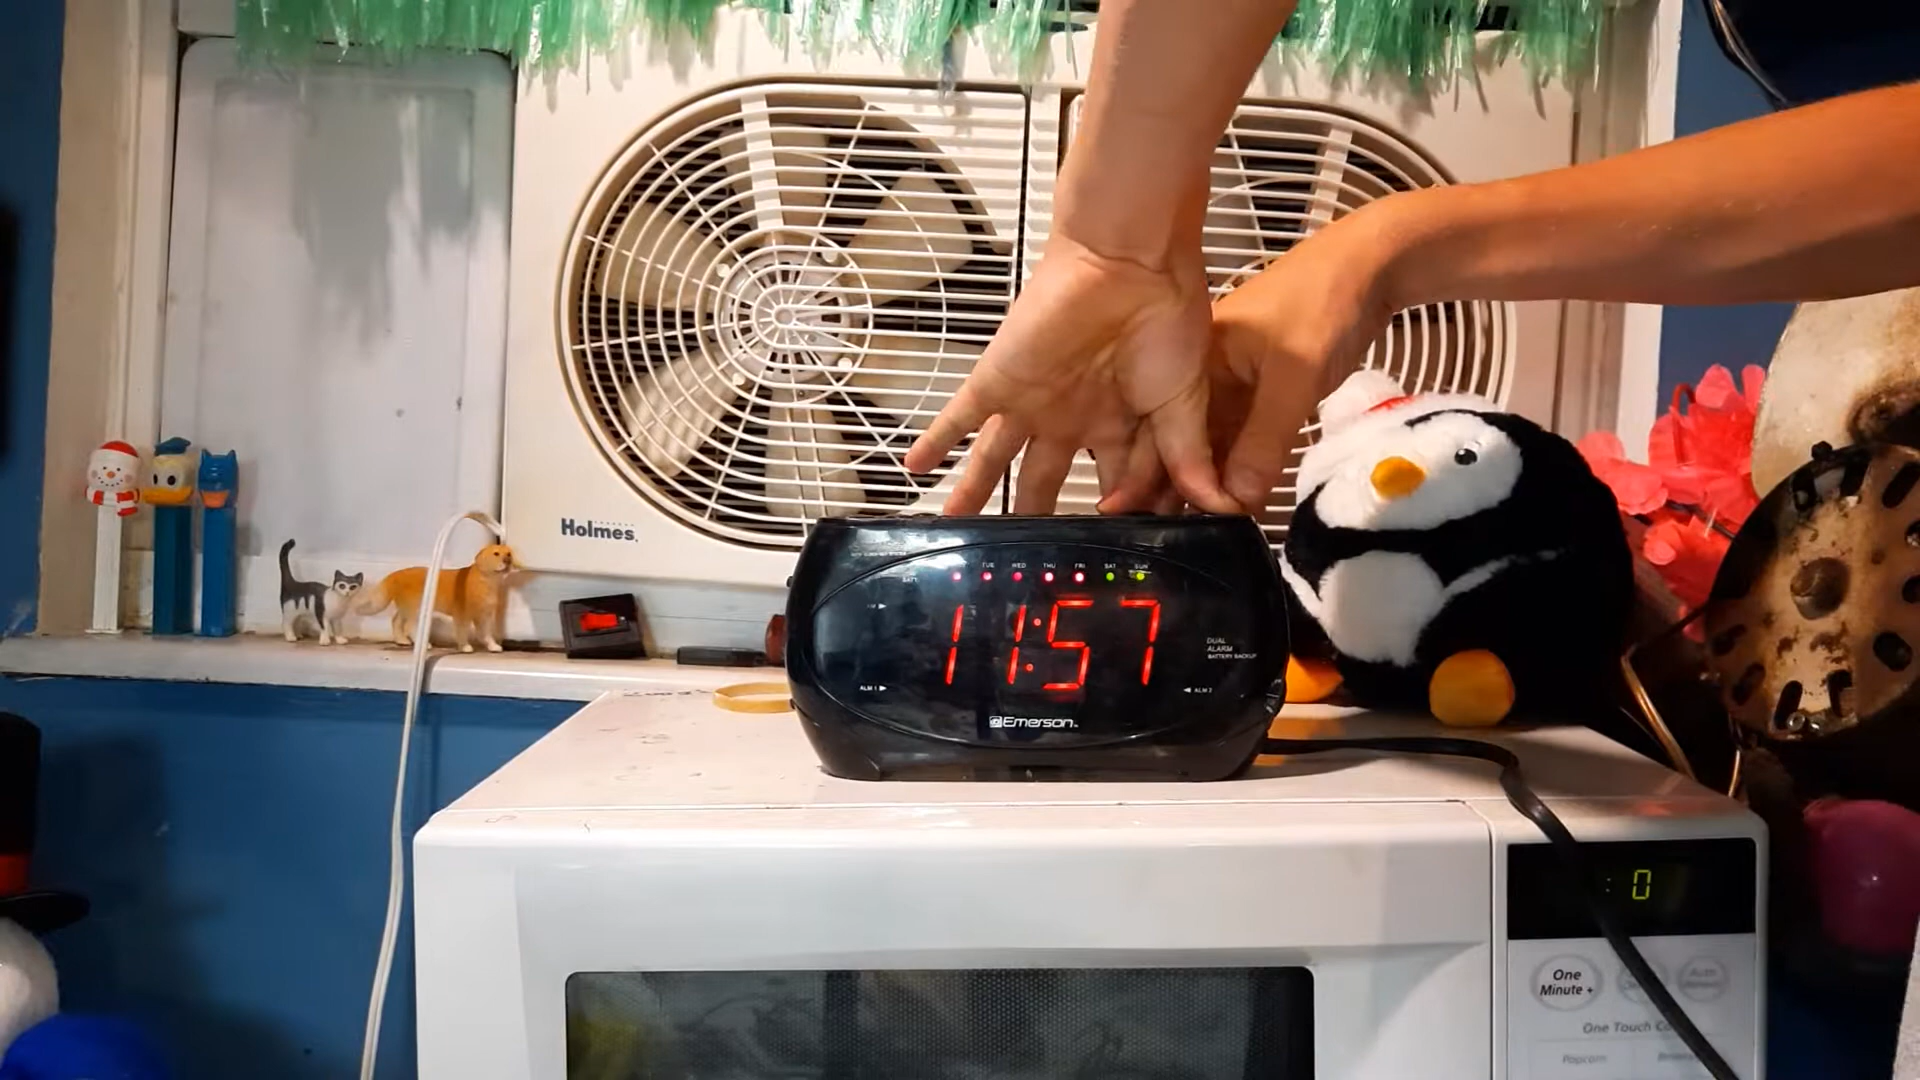 Holmes
TUE WED THU FRI SAT SUN
BATT.
11:57
DUAL
ALARM
BATTERY BACKUP
ALM 1
ALM 2
Emerson
: 0
One
Minute +
One Touch
Popcorn